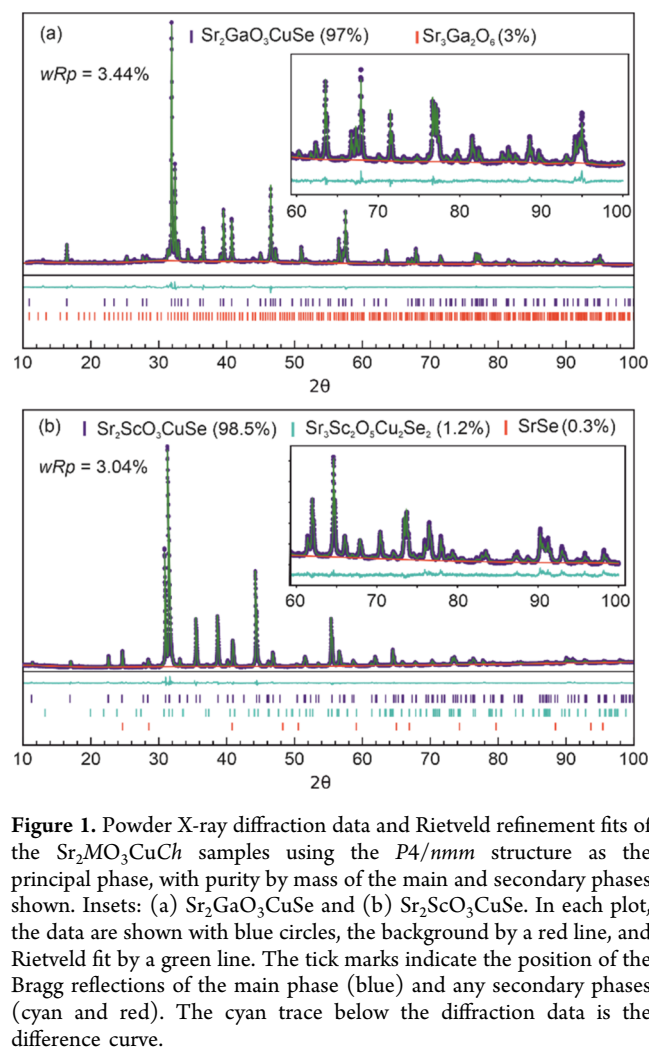 (a) Sr₂GaO₃CuSe (97%) Sr₃Ga₂O₆ (3%)
wRp = 3.44%
60 70 80 90 100
10 20 30 40 50 60 70 80 90 100
2θ
(b) Sr₂ScO₃CuSe (98.5%) Sr₃Sc₂O₅Cu₂Se₂ (1.2%) SrSe (0.3%)
wRp = 3.04%
60 70 80 90 100
10 20 30 40 50 60 70 80 90 100
2θ
Figure 1. Powder X-ray diffraction data and Rietveld refinement fits of
the Sr₂MO₃CuCh samples using the P4/nmm structure as the
principal phase, with purity by mass of the main and secondary phases
shown. Insets: (a) Sr₂GaO₃CuSe and (b) Sr₂ScO₃CuSe. In each plot,
the data are shown with blue circles, the background by a red line, and
Rietveld fit by a green line. The tick marks indicate the position of the
Bragg reflections of the main phase (blue) and any secondary phases
(cyan and red). The cyan trace below the diffraction data is the
difference curve.